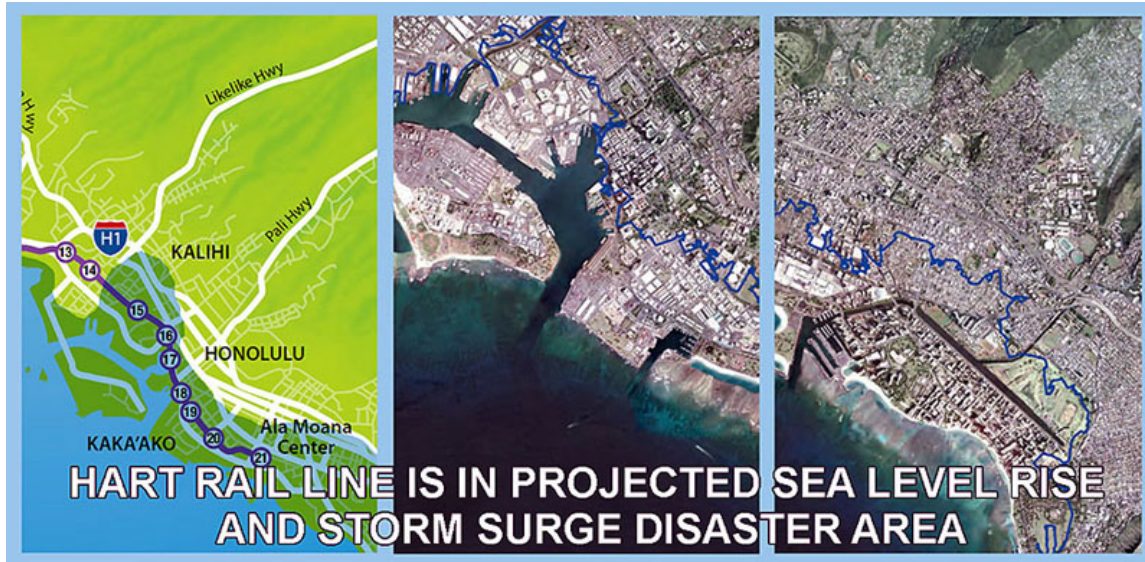 Likelike Hwy
e Hwy
Pali Hwy
H1
KALIHI
13
14
15
16
HONOLULU
17
18
19
KAKA'AKO
20
Ala Moana
Center
21
HART RAIL LINE IS IN PROJECTED SEA LEVEL RISE
AND STORM SURGE DISASTER AREA